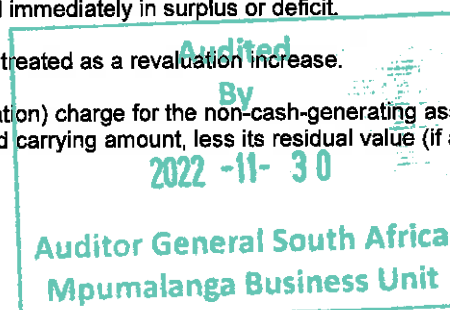 immediately in surplus or deficit.
treated as a revaluation increase.
Audited
By
ation) charge for the non-cash-generating as
d carrying amount, less its residual value (if a
2022 -11- 30
Auditor General South Africa
Mpumalanga Business Unit